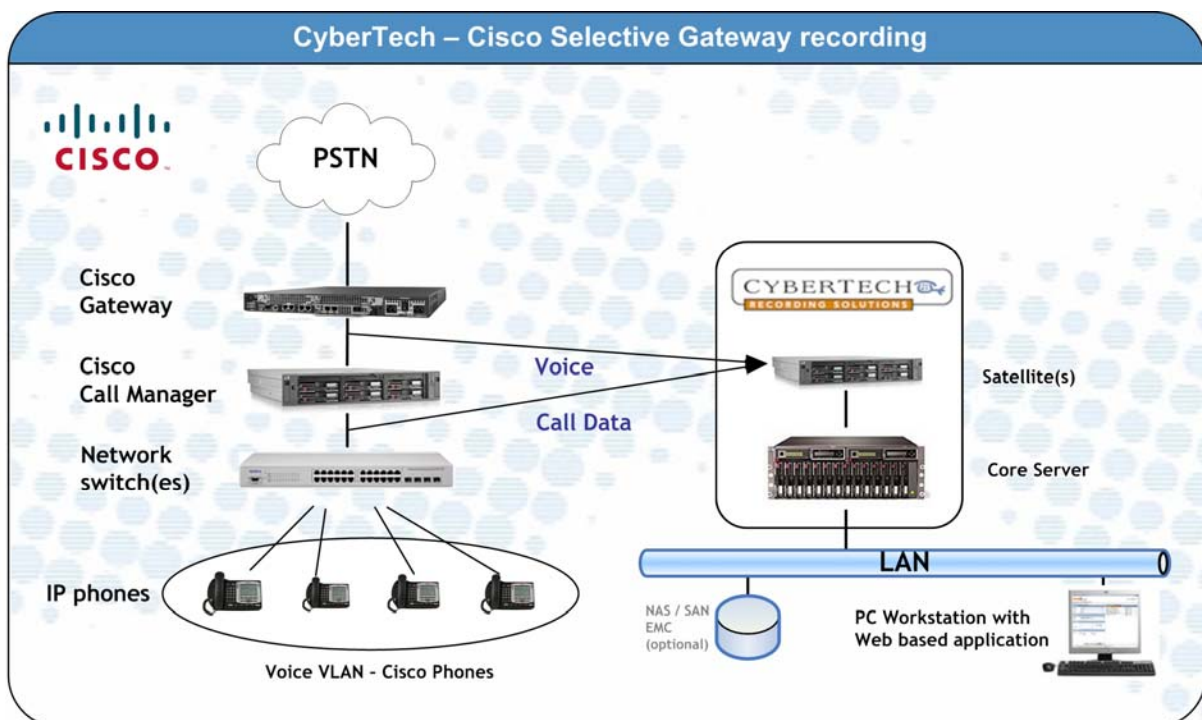 CyberTech – Cisco Selective Gateway recording
CISCO
PSTN
Cisco
Gateway
CYBERTECH
RECORDING SOLUTIONS
Cisco
Call Manager
Voice
Satellite(s)
Call Data
Network
switch(es)
Core Server
LAN
IP phones
NAS / SAN
EMC
(optional)
PC Workstation with
Web based application
Voice VLAN - Cisco Phones